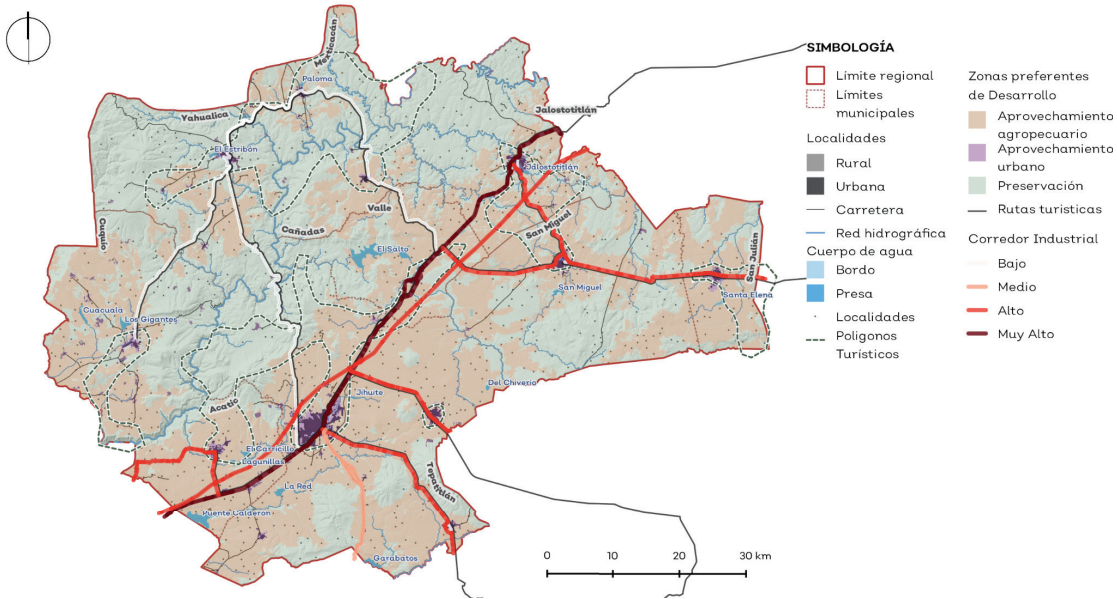 SIMBOLOGÍA
Límite regional
Límites
municipales
Localidades
Rural
Urbana
Carretera
Red hidrográfica
Cuerpo de agua
Bordo
Presa
Localidades
Poligonos
Turísticos
Zonas preferentes
de Desarrollo
Aprovechamiento
agropecuario
Aprovechamiento
urbano
Preservación
Rutas turisticas
Corredor Industrial
Bajo
Medio
Alto
Muy Alto
Mexticacán
Paloma
Yahualica
Jalostotitlán
El Estribón
Jalostotitlán
Valle
Cuquio
Cañadas
San Miguel
El Salto
San Julián
San Miguel
Santa Elena
Cuacuala
Los Gigantes
Del Chiverio
Jihuite
Acatic
El Carricillo
Lagunillas
Tepatitlán
La Red
Puente Calderón
Garabatos
0 10 20 30 km